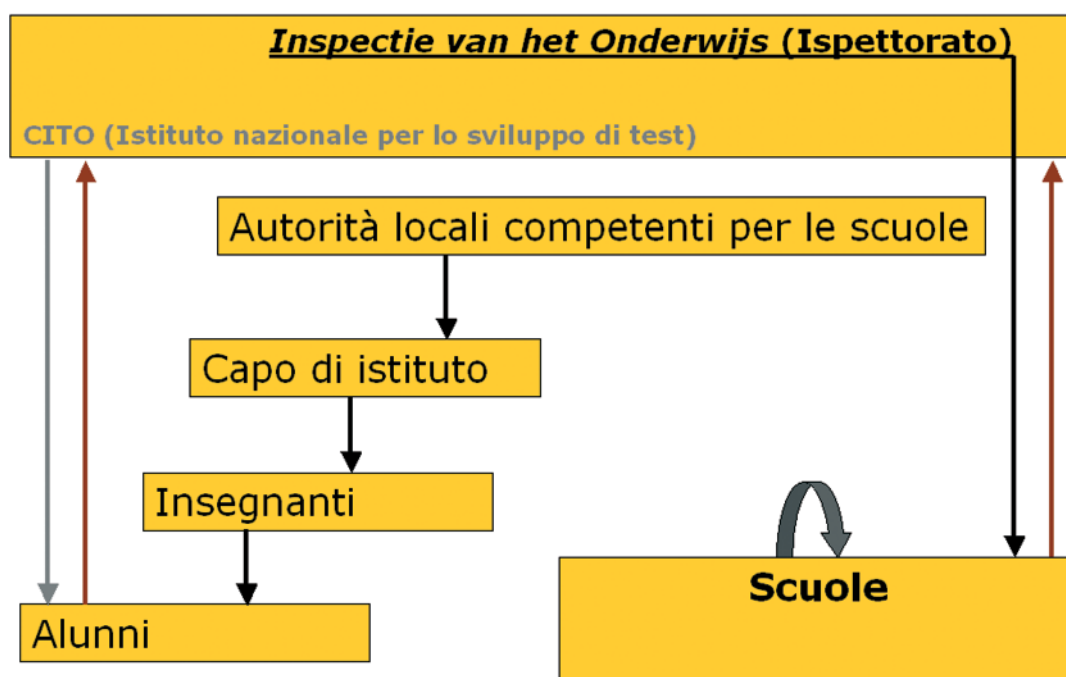 Inspectie van het Onderwijs (Ispettorato)
CITO (Istituto nazionale per lo sviluppo di test)
Autorità locali competenti per le scuole
Capo di istituto
Insegnanti
Scuole
Alunni